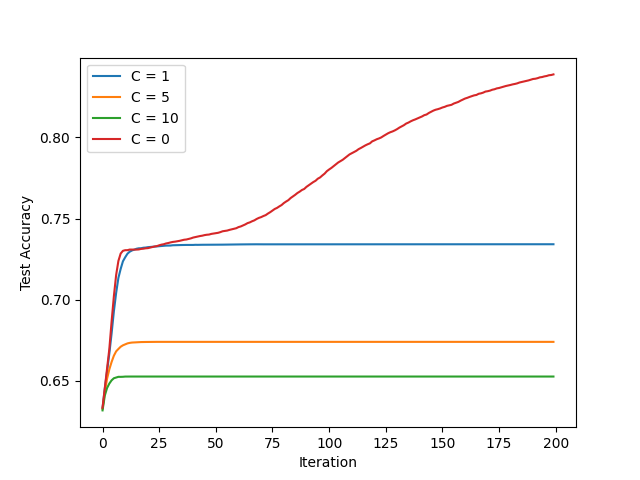 C = 1
C = 5
C = 10
C = 0
0.80
0.75
0.70
0.65
Test Accuracy
0 25 50 75 100 125 150 175 200
Iteration